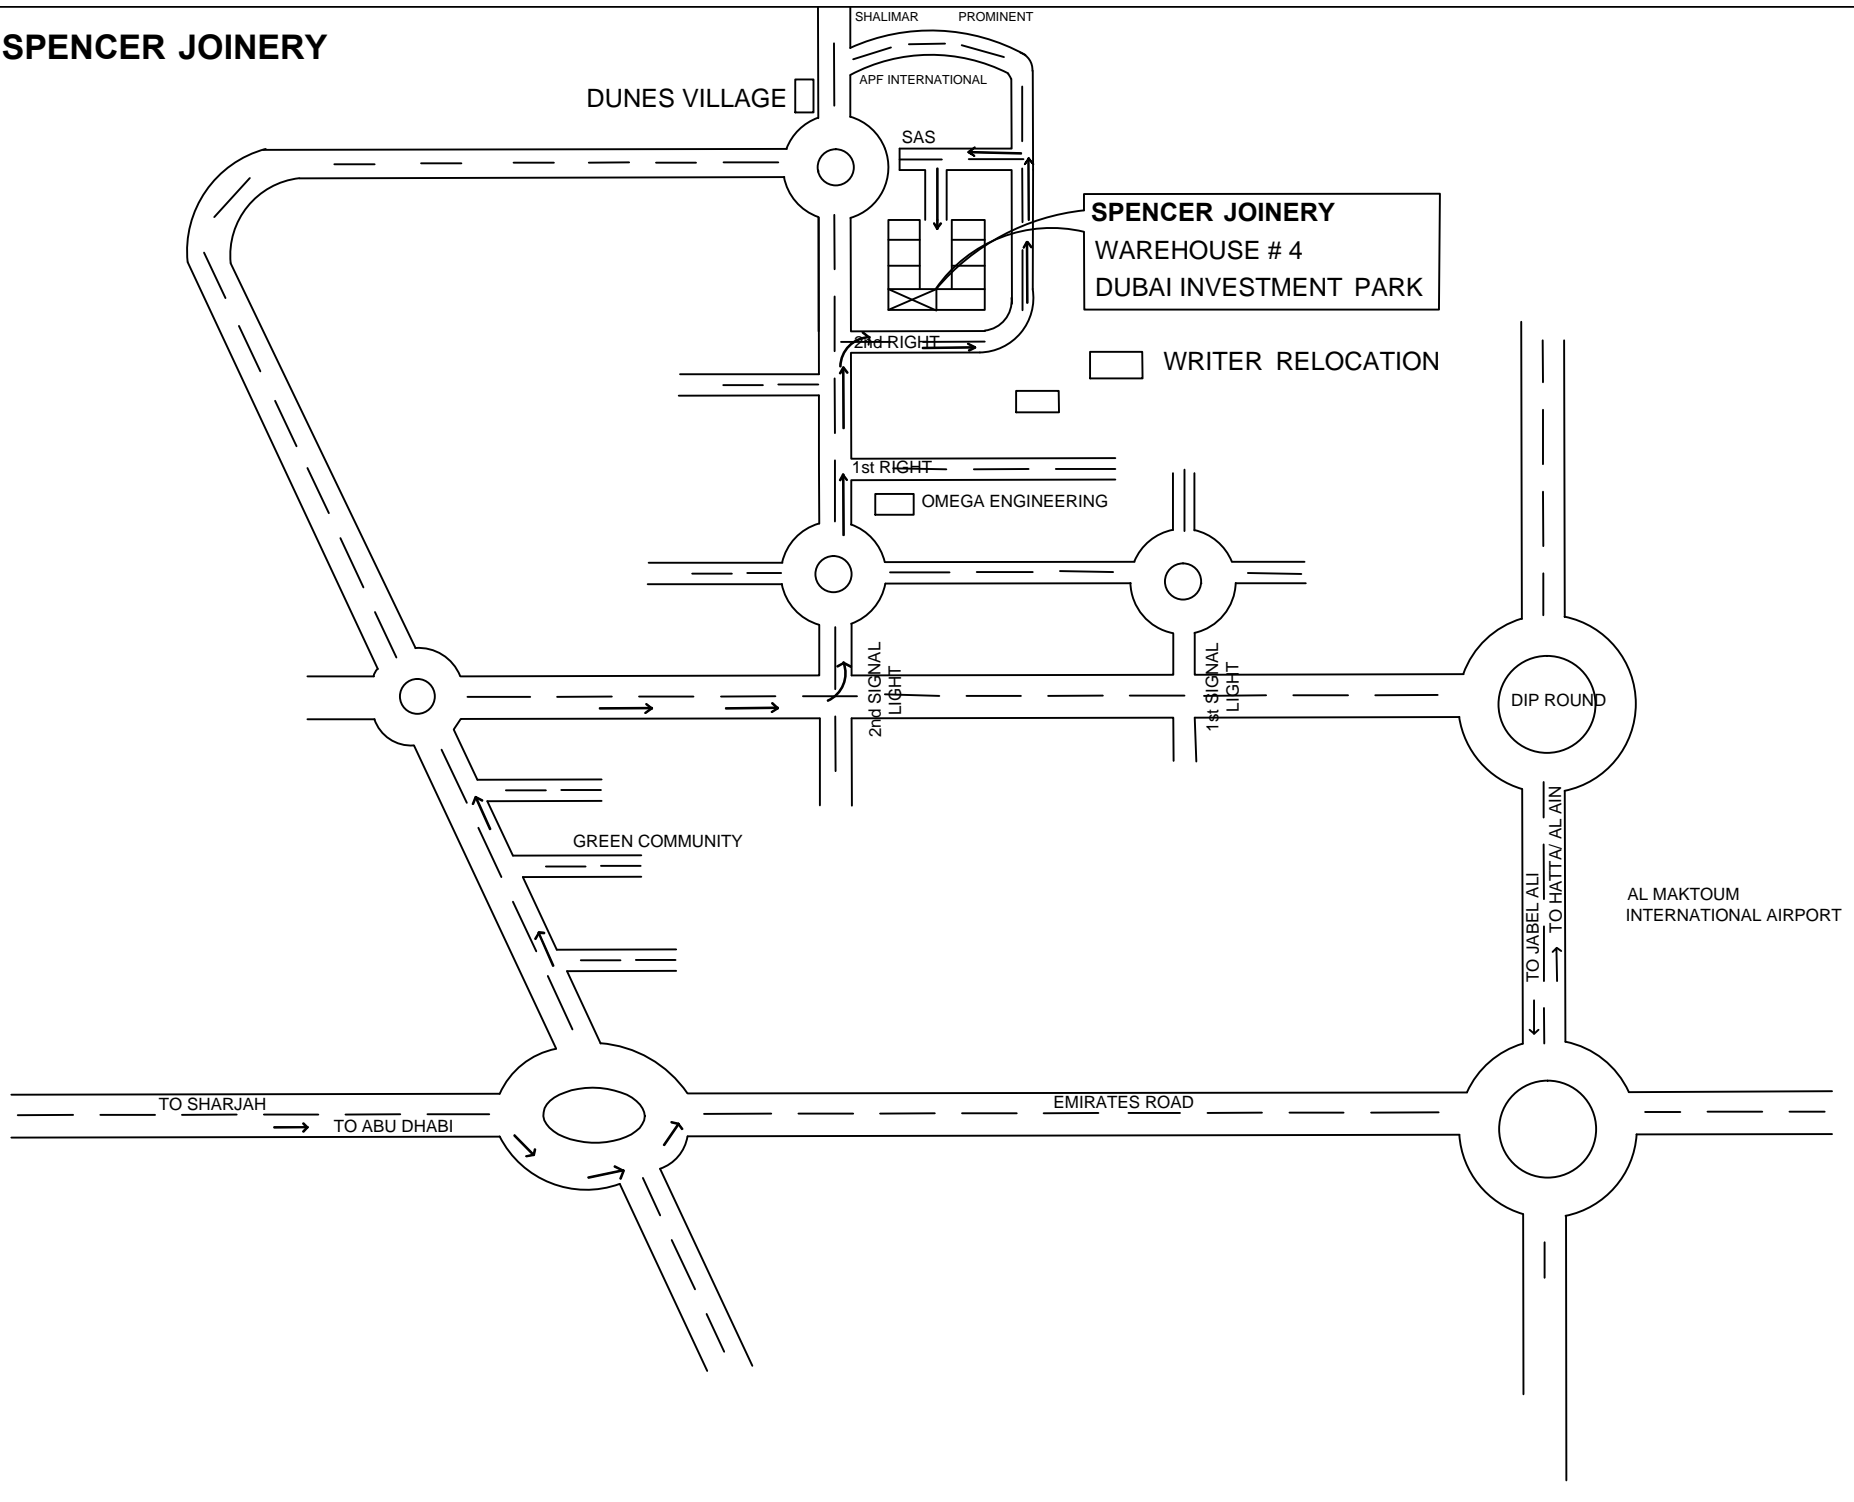 SHALIMAR PROMINENT
SPENCER JOINERY
APF INTERNATIONAL
DUNES VILLAGE
SAS
SPENCER JOINERY
WAREHOUSE # 4
DUBAI INVESTMENT PARK
2nd RIGHT
WRITER RELOCATION
1st RIGHT
OMEGA ENGINEERING
2nd SIGNAL
LIGHT
1st SIGNAL
LIGHT
DIP ROUND
GREEN COMMUNITY
TO JABEL ALI
TO HATTA/ AL AIN
AL MAKTOUM
INTERNATIONAL AIRPORT
TO SHARJAH
TO ABU DHABI
EMIRATES ROAD